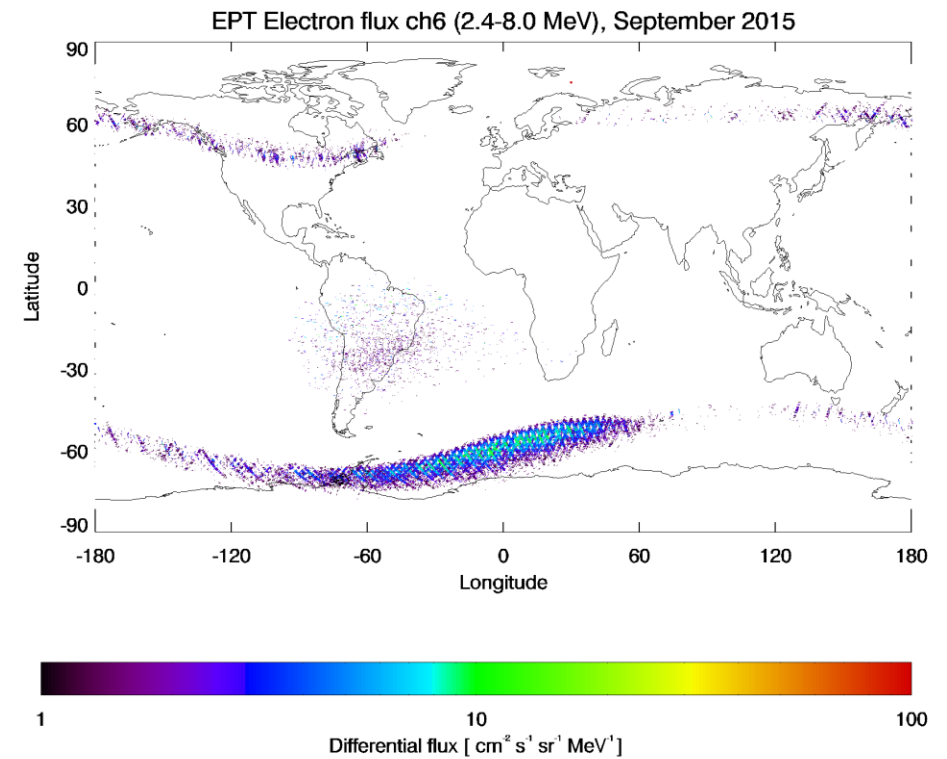 EPT Electron flux ch6 (2.4-8.0 MeV), September 2015
90
60
30
0
-30
-60
-90
Latitude
-180 -120 -60 0 60 120 180
Longitude
1 10 100
Differential flux [ cm⁻² s⁻¹ sr⁻¹ MeV⁻¹ ]